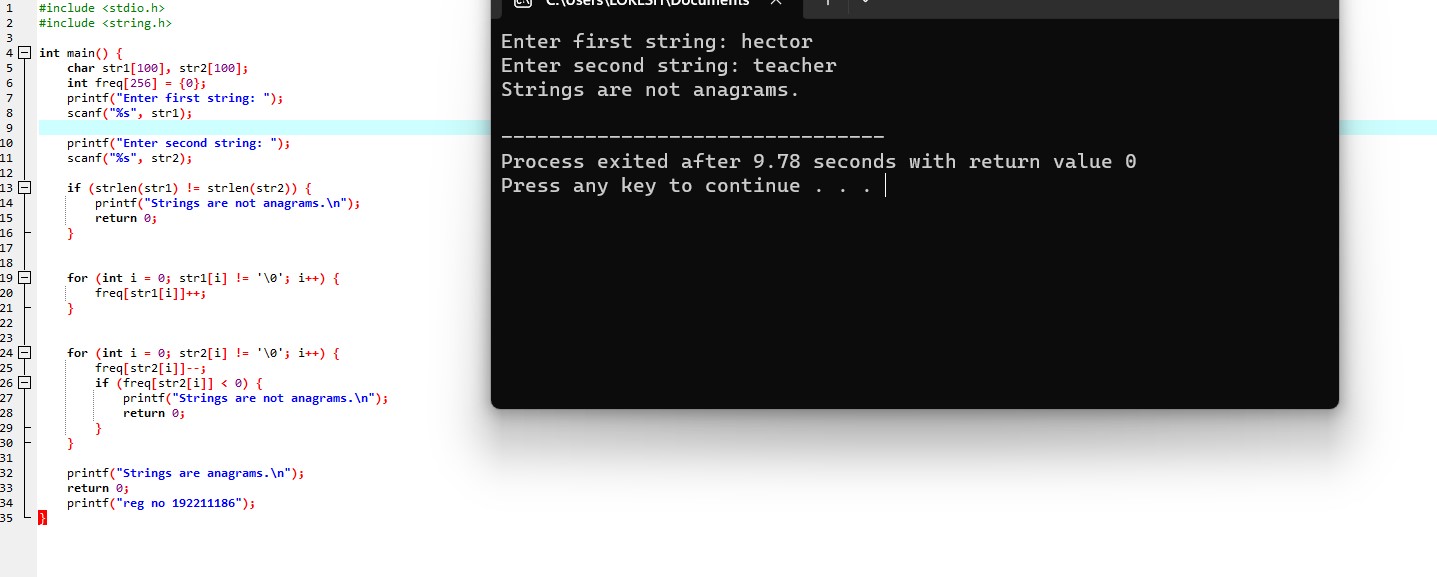 1 #include <stdio.h>
2 #include <string.h>
3
4 int main() {
5 char str1[100], str2[100];
6 int freq[256] = {0};
7 printf("Enter first string: ");
8 scanf("%s", str1);
9
10 printf("Enter second string: ");
11 scanf("%s", str2);
12
13 if (strlen(str1) != strlen(str2)) {
14 printf("Strings are not anagrams.\n");
15 return 0;
16 }
17
18
19 for (int i = 0; str1[i] != '\0'; i++) {
20 freq[str1[i]]++;
21 }
22
23
24 for (int i = 0; str2[i] != '\0'; i++) {
25 freq[str2[i]]--;
26 if (freq[str2[i]] < 0) {
27 printf("Strings are not anagrams.\n");
28 return 0;
29 }
30 }
31
32 printf("Strings are anagrams.\n");
33 return 0;
34 printf("reg no 192211186");
35 }
C:\Users\LOKESH\Documents
Enter first string: hector
Enter second string: teacher
Strings are not anagrams.
--------------------------------
Process exited after 9.78 seconds with return value 0
Press any key to continue . . .